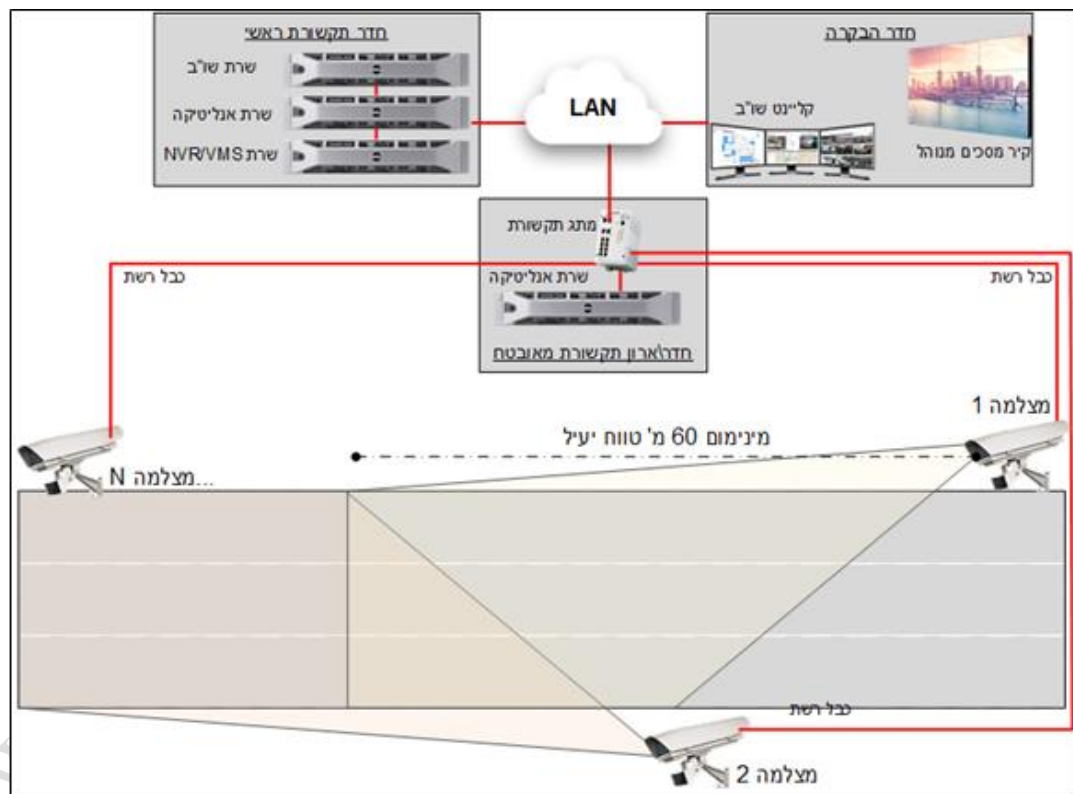 חדר תקשורת ראשי
שרת שו"ב
שרת אנליטיקה
שרת NVR/VMS
LAN
חדר הבקרה
קליינט שו"ב
קיר מסכים מנוהל
מתג תקשורת
שרת אנליטיקה
חדר\ארון תקשורת מאובטח
כבל רשת
כבל רשת
מצלמה 1
מינימום 60 מ' טווח יעיל
מצלמה N...
כבל רשת
מצלמה 2